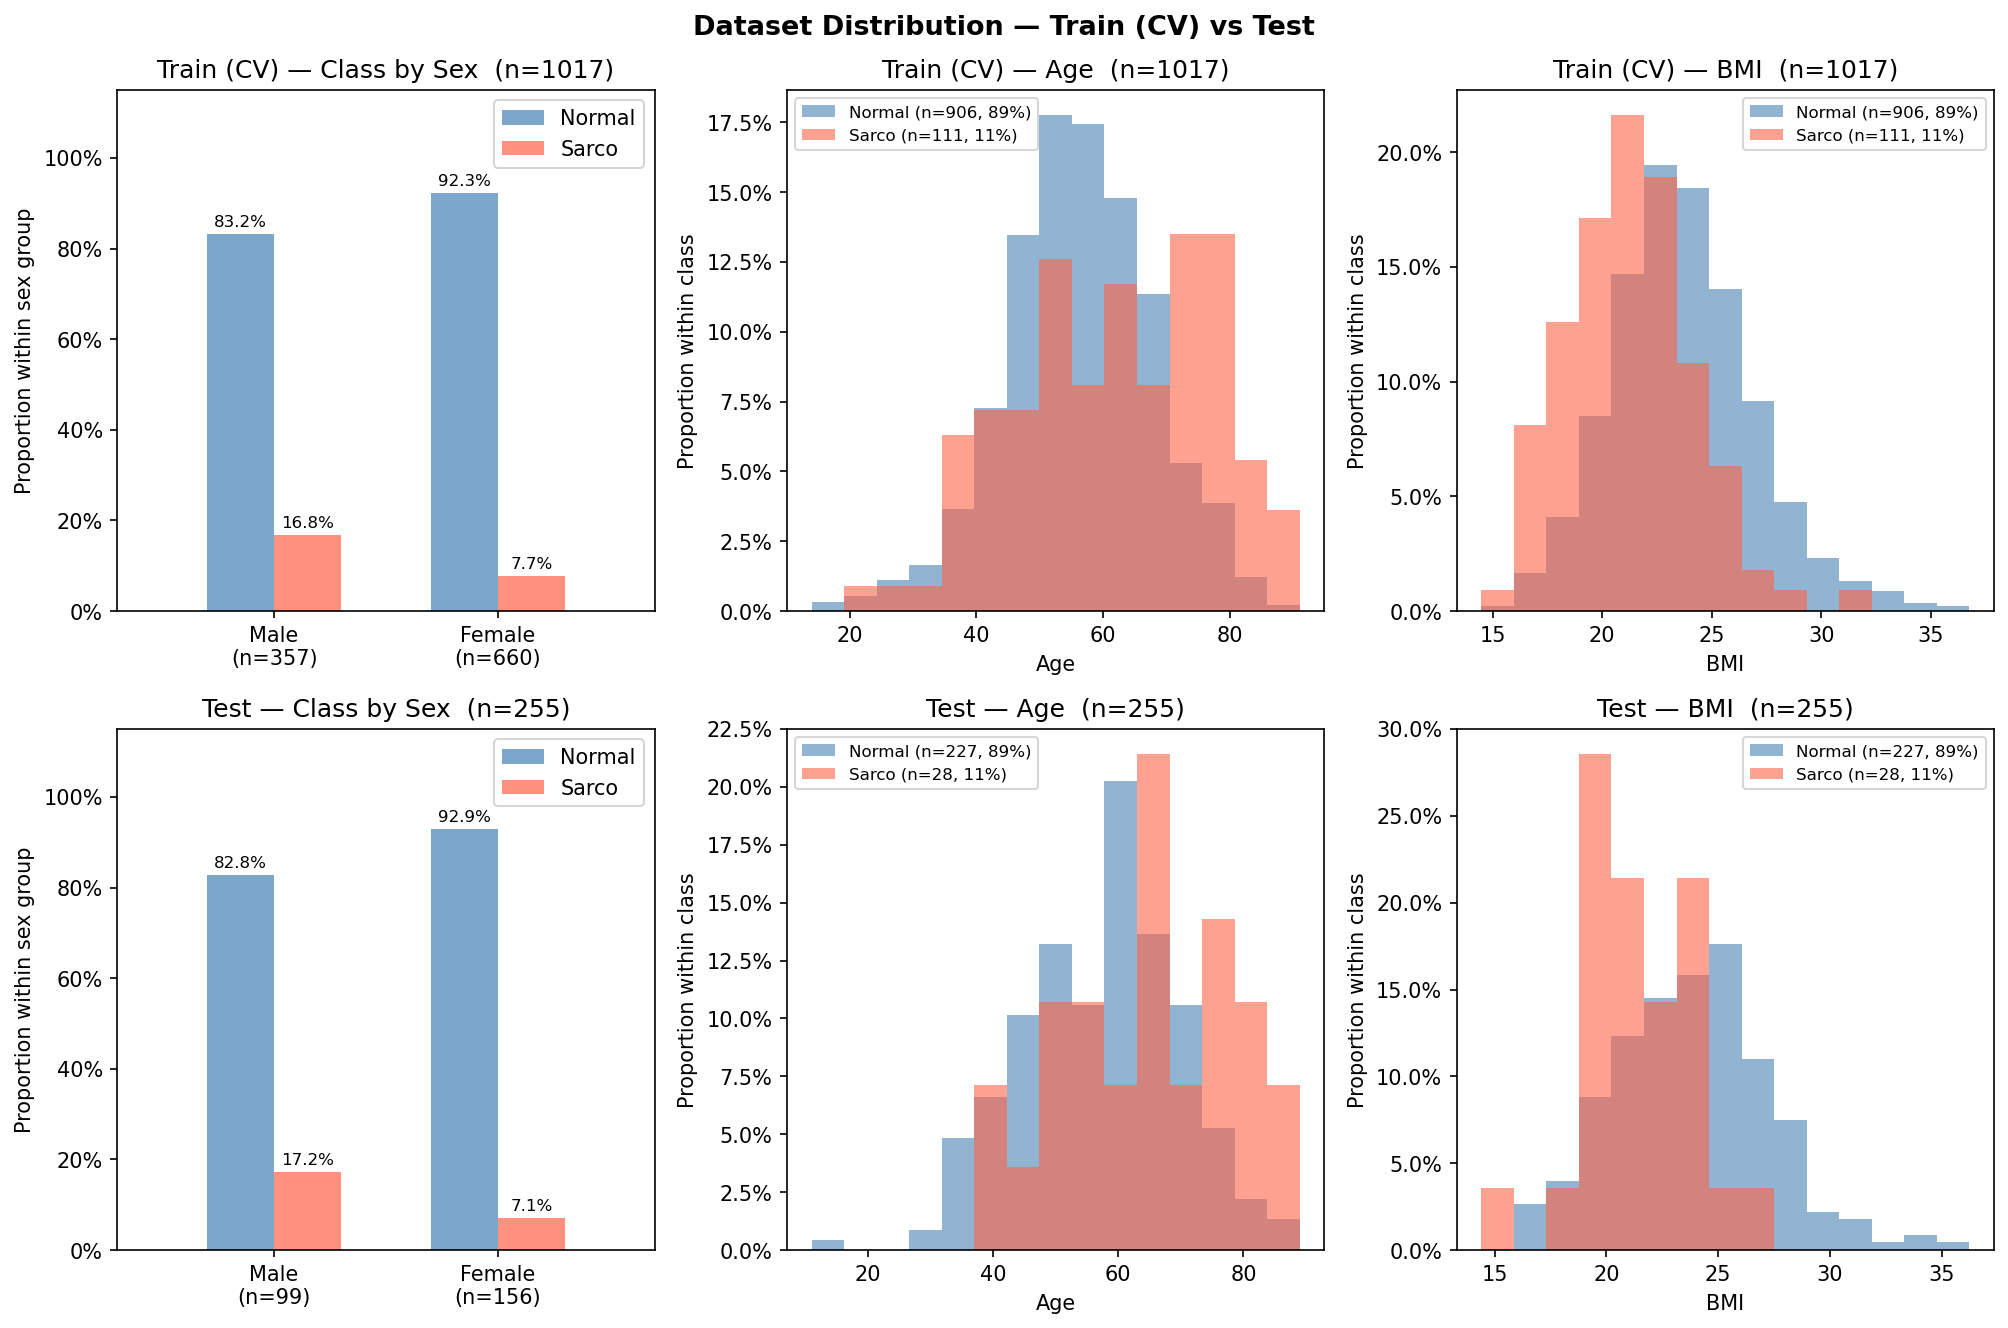 Dataset Distribution — Train (CV) vs Test
Train (CV) — Class by Sex  (n=1017)
Proportion within sex group
100%
80%
60%
40%
20%
0%
Normal
Sarco
83.2%
16.8%
92.3%
7.7%
Male
(n=357)
Female
(n=660)
Train (CV) — Age  (n=1017)
Proportion within class
17.5%
15.0%
12.5%
10.0%
7.5%
5.0%
2.5%
0.0%
Normal (n=906, 89%)
Sarco (n=111, 11%)
20 40 60 80
Age
Train (CV) — BMI  (n=1017)
Proportion within class
20.0%
15.0%
10.0%
5.0%
0.0%
Normal (n=906, 89%)
Sarco (n=111, 11%)
15 20 25 30 35
BMI
Test — Class by Sex  (n=255)
Proportion within sex group
100%
80%
60%
40%
20%
0%
Normal
Sarco
82.8%
17.2%
92.9%
7.1%
Male
(n=99)
Female
(n=156)
Test — Age  (n=255)
Proportion within class
22.5%
20.0%
17.5%
15.0%
12.5%
10.0%
7.5%
5.0%
2.5%
0.0%
Normal (n=227, 89%)
Sarco (n=28, 11%)
20 40 60 80
Age
Test — BMI  (n=255)
Proportion within class
30.0%
25.0%
20.0%
15.0%
10.0%
5.0%
0.0%
Normal (n=227, 89%)
Sarco (n=28, 11%)
15 20 25 30 35
BMI